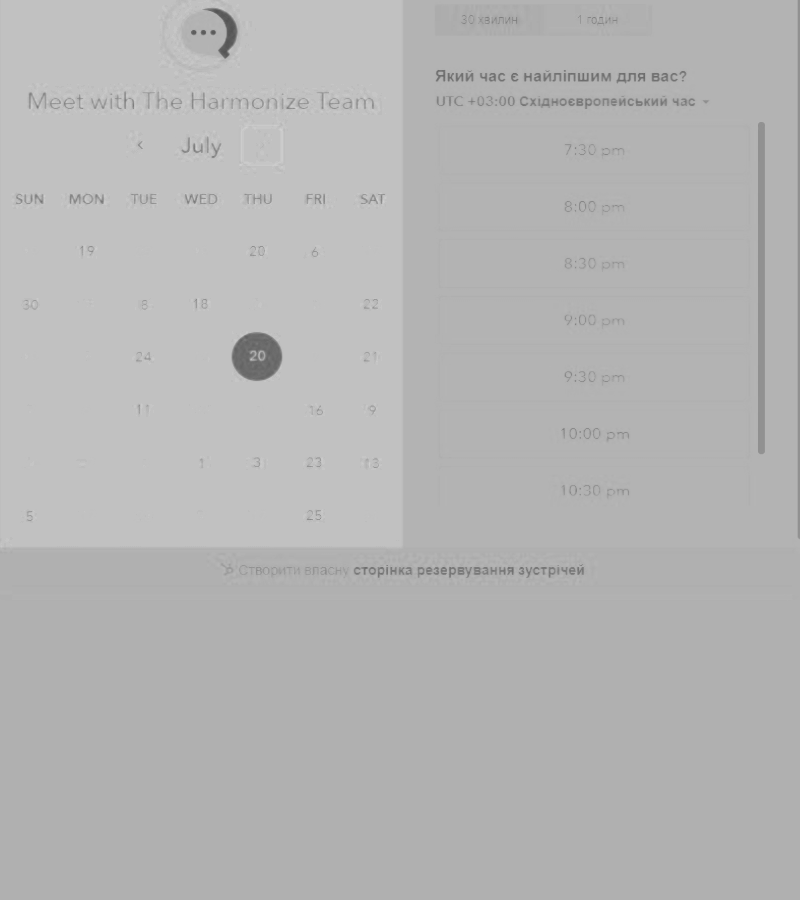 Meet with The Harmonize Team
July
SUN MON TUE WED THU FRI SAT
19 20 6
30 8 18 22
24 20 21
11 16 9
1 3 23 13
5 25
30 хвилин 1 годин
Який час є найліпшим для вас?
UTC +03:00 Східноєвропейський час
7:30 pm
8:00 pm
8:30 pm
9:00 pm
9:30 pm
10:00 pm
10:30 pm
Створити власну сторінка резервування зустрічей